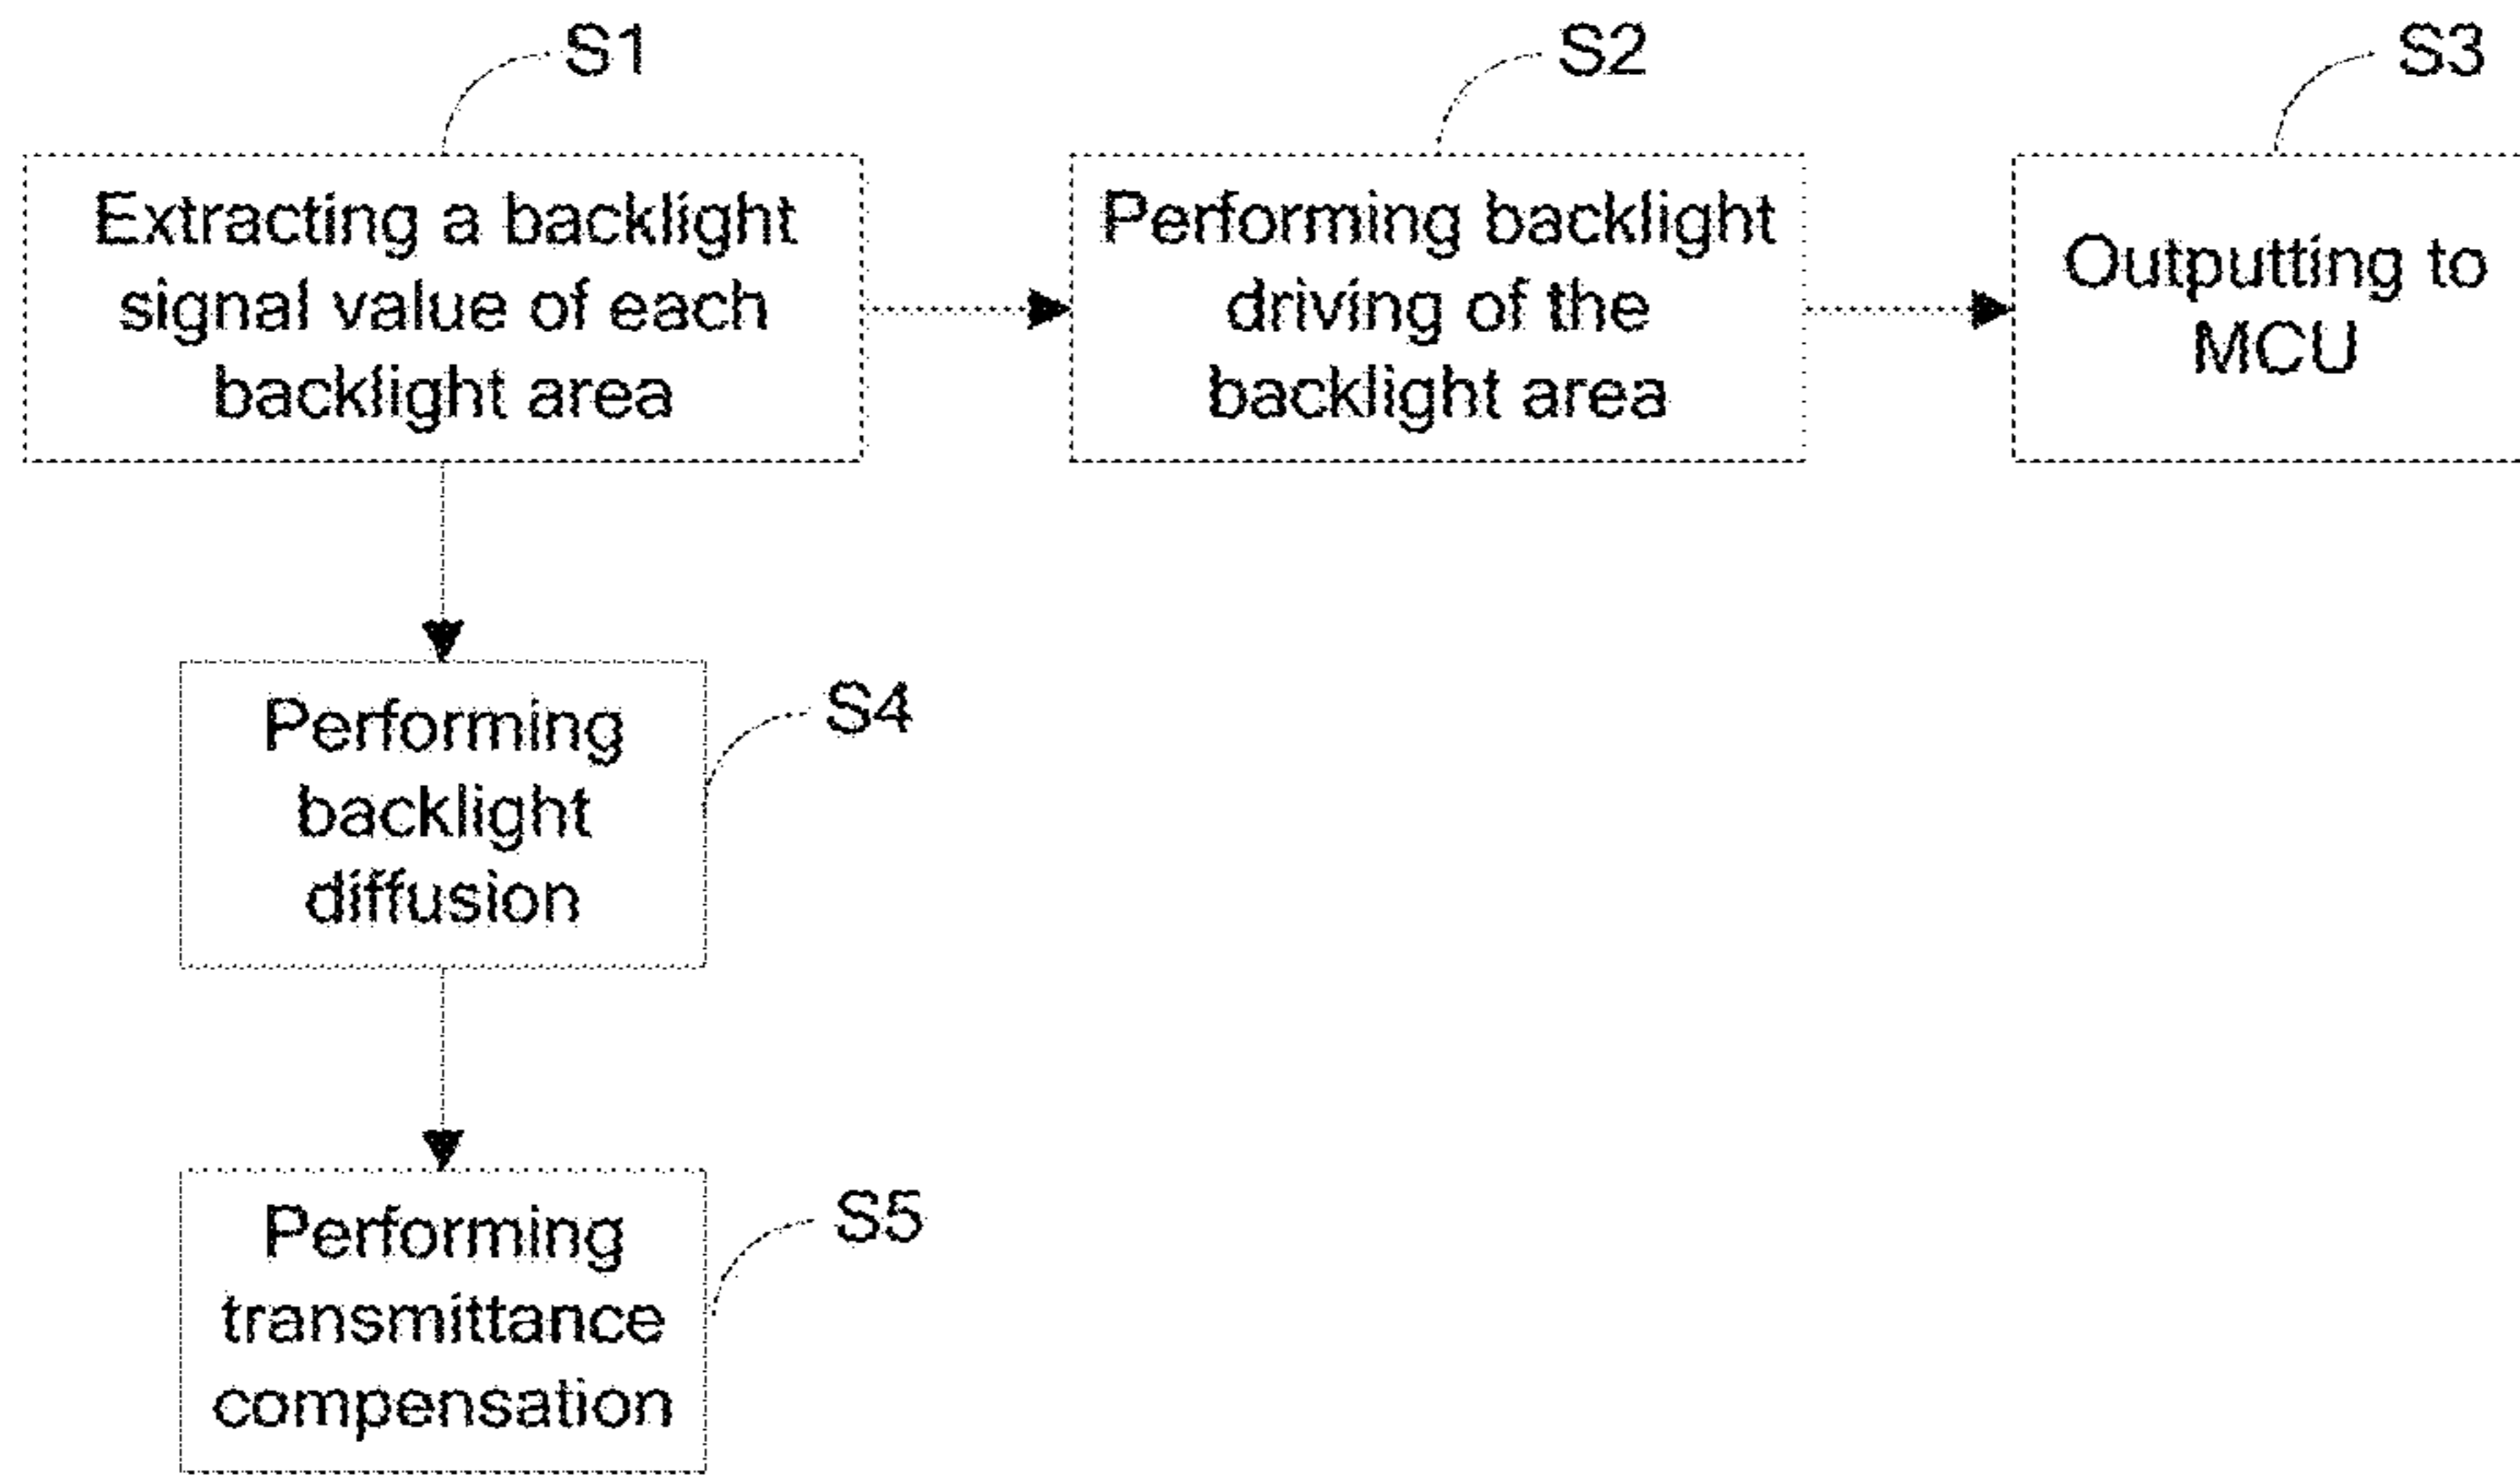 S1
S2
S3
Extracting a backlight
signal value of each
backlight area
Performing backlight
driving of the
backlight area
Outputting to
MCU
Performing
backlight
diffusion
S4
Performing
transmittance
compensation
S5